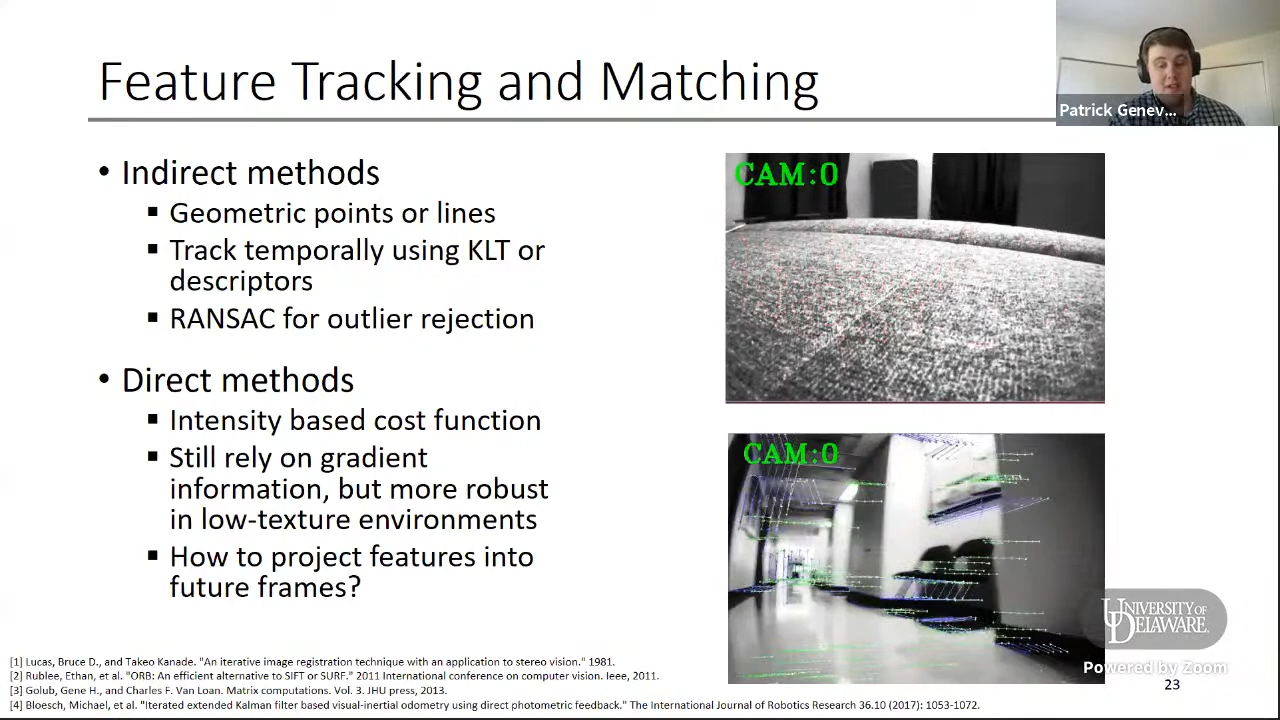 Feature Tracking and Matching
Patrick Genev...
• Indirect methods
▪ Geometric points or lines
▪ Track temporally using KLT or
descriptors
▪ RANSAC for outlier rejection
• Direct methods
▪ Intensity based cost function
▪ Still rely on gradient
information, but more robust
in low-texture environments
▪ How to project features into
future frames?
CAM:0
CAM:0
UNIVERSITY OF
DELAWARE.
Powered by Zoom
23
[1] Lucas, Bruce D., and Takeo Kanade. "An iterative image registration technique with an application to stereo vision." 1981.
[2] Rublee, Ethan, et al. "ORB: An efficient alternative to SIFT or SURF." 2011 International conference on computer vision. Ieee, 2011.
[3] Golub, Gene H., and Charles F. Van Loan. Matrix computations. Vol. 3. JHU press, 2013.
[4] Bloesch, Michael, et al. "Iterated extended Kalman filter based visual-inertial odometry using direct photometric feedback." The International Journal of Robotics Research 36.10 (2017): 1053-1072.